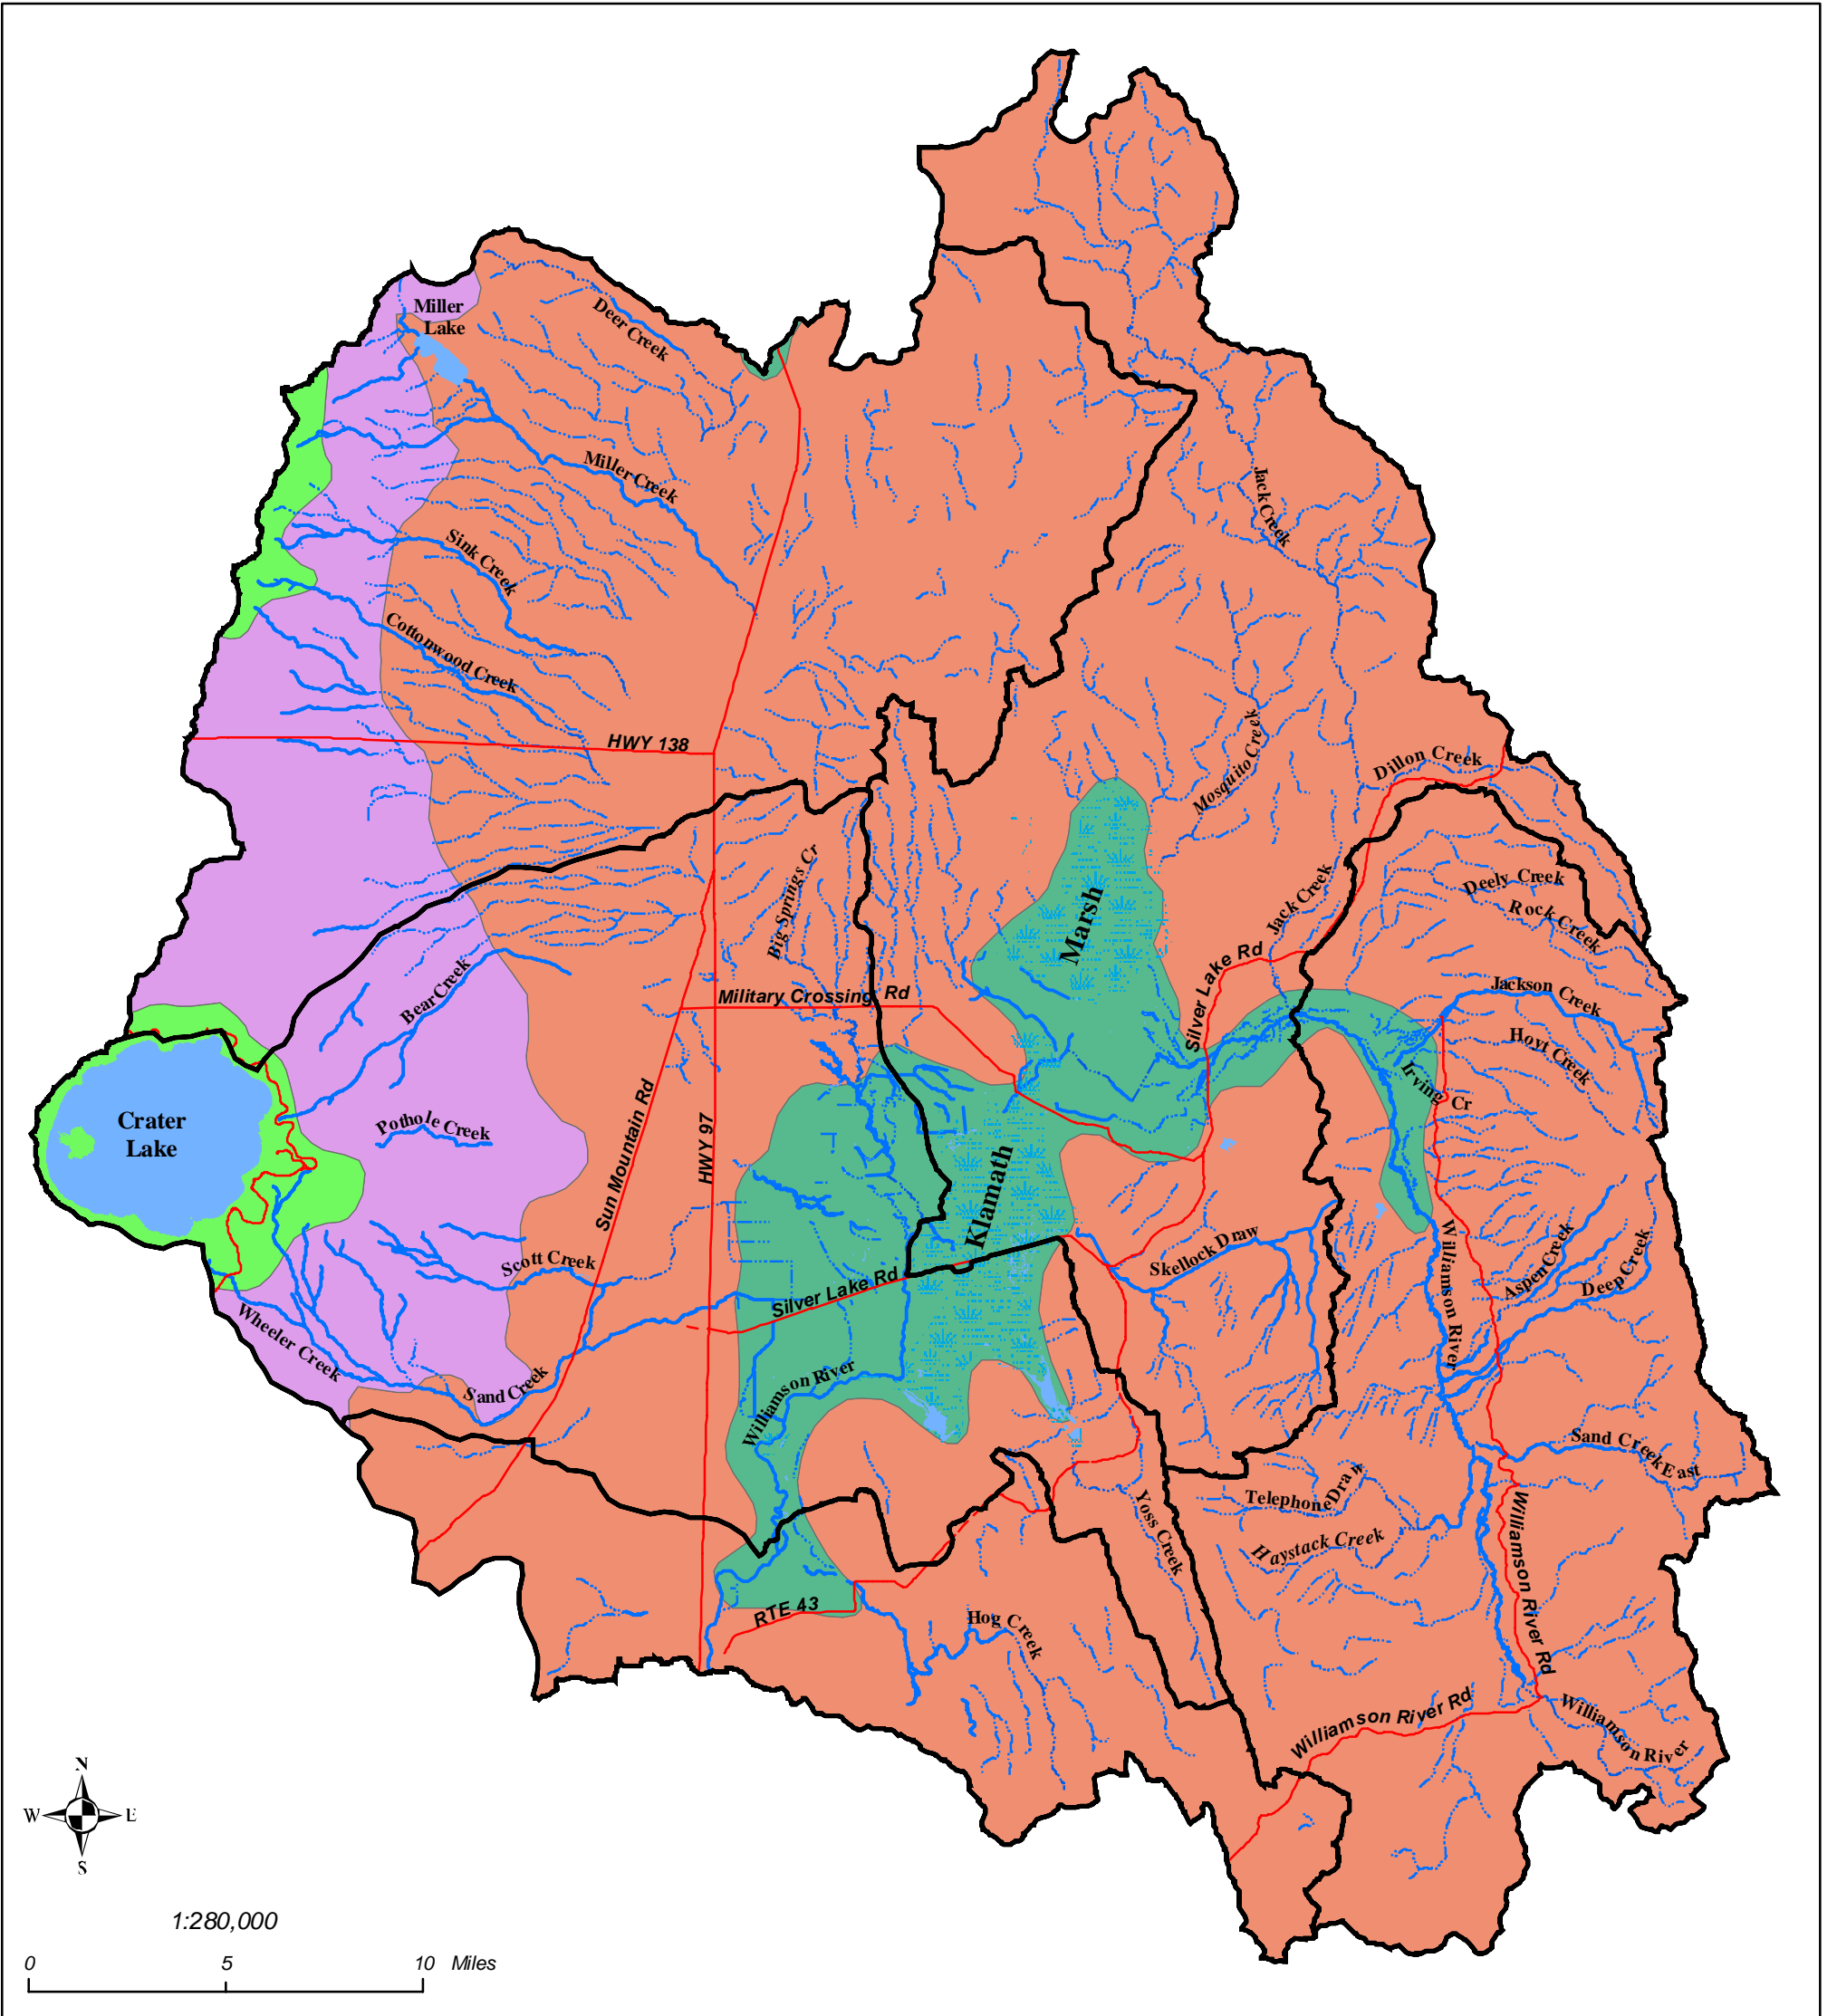 Miller
Lake
Deer Creek
Miller Creek
Jack Creek
Sink Creek
Cottonwood Creek
HWY 138
Mosquito Creek
Dillon Creek
Big Springs Cr
Deely Creek
Rock Creek
Jack Creek
Marsh
Silver Lake Rd
Bear Creek
Military Crossing Rd
Jackson Creek
Hoyt Creek
Irving Cr
Crater
Lake
Pothole Creek
Sun Mountain Rd
HWY 97
Klamath
Skellock Draw
Williamson River
Aspen Creek
Deep Creek
Scott Creek
Silver Lake Rd
Wheeler Creek
Sand Creek
Williamson River
Sand Creek East
Telephone Draw
Yoss Creek
Haystack Creek
Williamson River Rd
RTE 43
Hog Creek
Williamson River Rd
Williamson River
N
W E
S
1:280,000
0 5 10 Miles